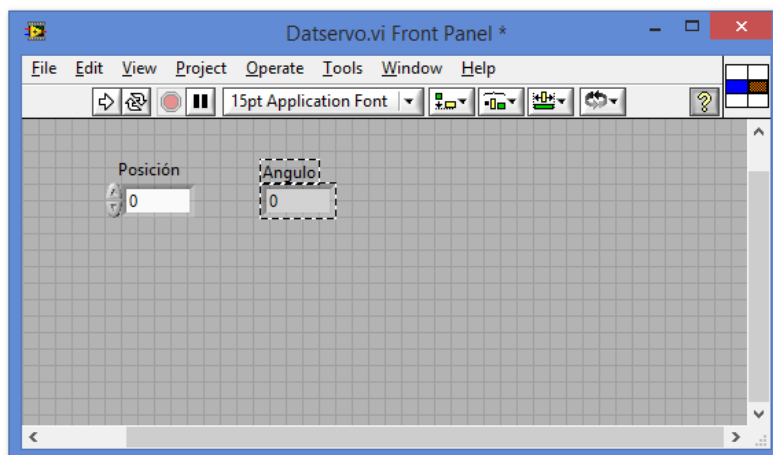 Datservo.vi Front Panel *
File Edit View Project Operate Tools Window Help
15pt Application Font
?
Posición Angulo
0 0